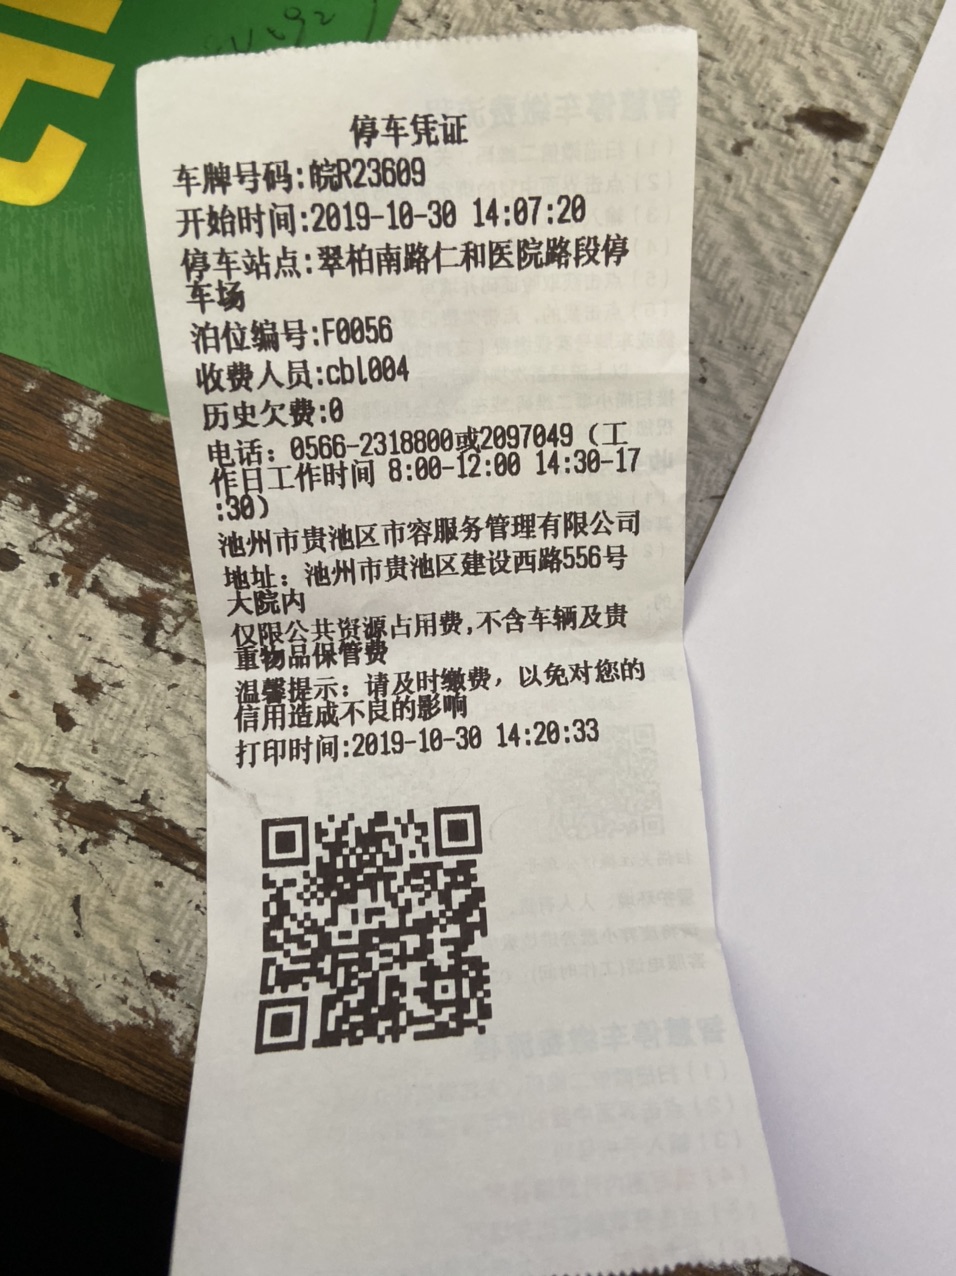 停车凭证
车牌号码:皖R23609
开始时间:2019-10-30 14:07:20
停车站点:翠柏南路仁和医院路段停
车场
泊位编号:F0056
收费人员:cbl004
历史欠费:0
电话：0566-2318800或2097049（工
作日工作时间 8:00-12:00 14:30-17
:30）
池州市贵池区市容服务管理有限公司
地址：池州市贵池区建设西路556号
大院内
仅限公共资源占用费,不含车辆及贵
重物品保管费
温馨提示：请及时缴费，以免对您的
信用造成不良的影响
打印时间:2019-10-30 14:20:33